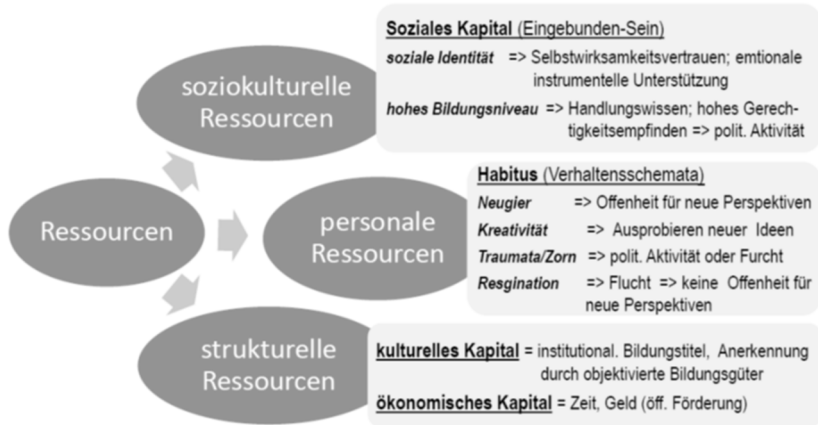 Ressourcen
soziokulturelle
Ressourcen
Soziales Kapital (Eingebunden-Sein)
soziale Identität => Selbstwirksamkeitsvertrauen; emtionale
instrumentelle Unterstützung
hohes Bildungsniveau => Handlungswissen; hohes Gerech-
tigkeitsempfinden => polit. Aktivität
personale
Ressourcen
Habitus (Verhaltensschemata)
Neugier => Offenheit für neue Perspektiven
Kreativität => Ausprobieren neuer Ideen
Traumata/Zorn => polit. Aktivität oder Furcht
Resgination => Flucht => keine Offenheit für
neue Perspektiven
strukturelle
Ressourcen
kulturelles Kapital = institutional. Bildungstitel, Anerkennung
durch objektivierte Bildungsgüter
ökonomisches Kapital = Zeit, Geld (öff. Förderung)